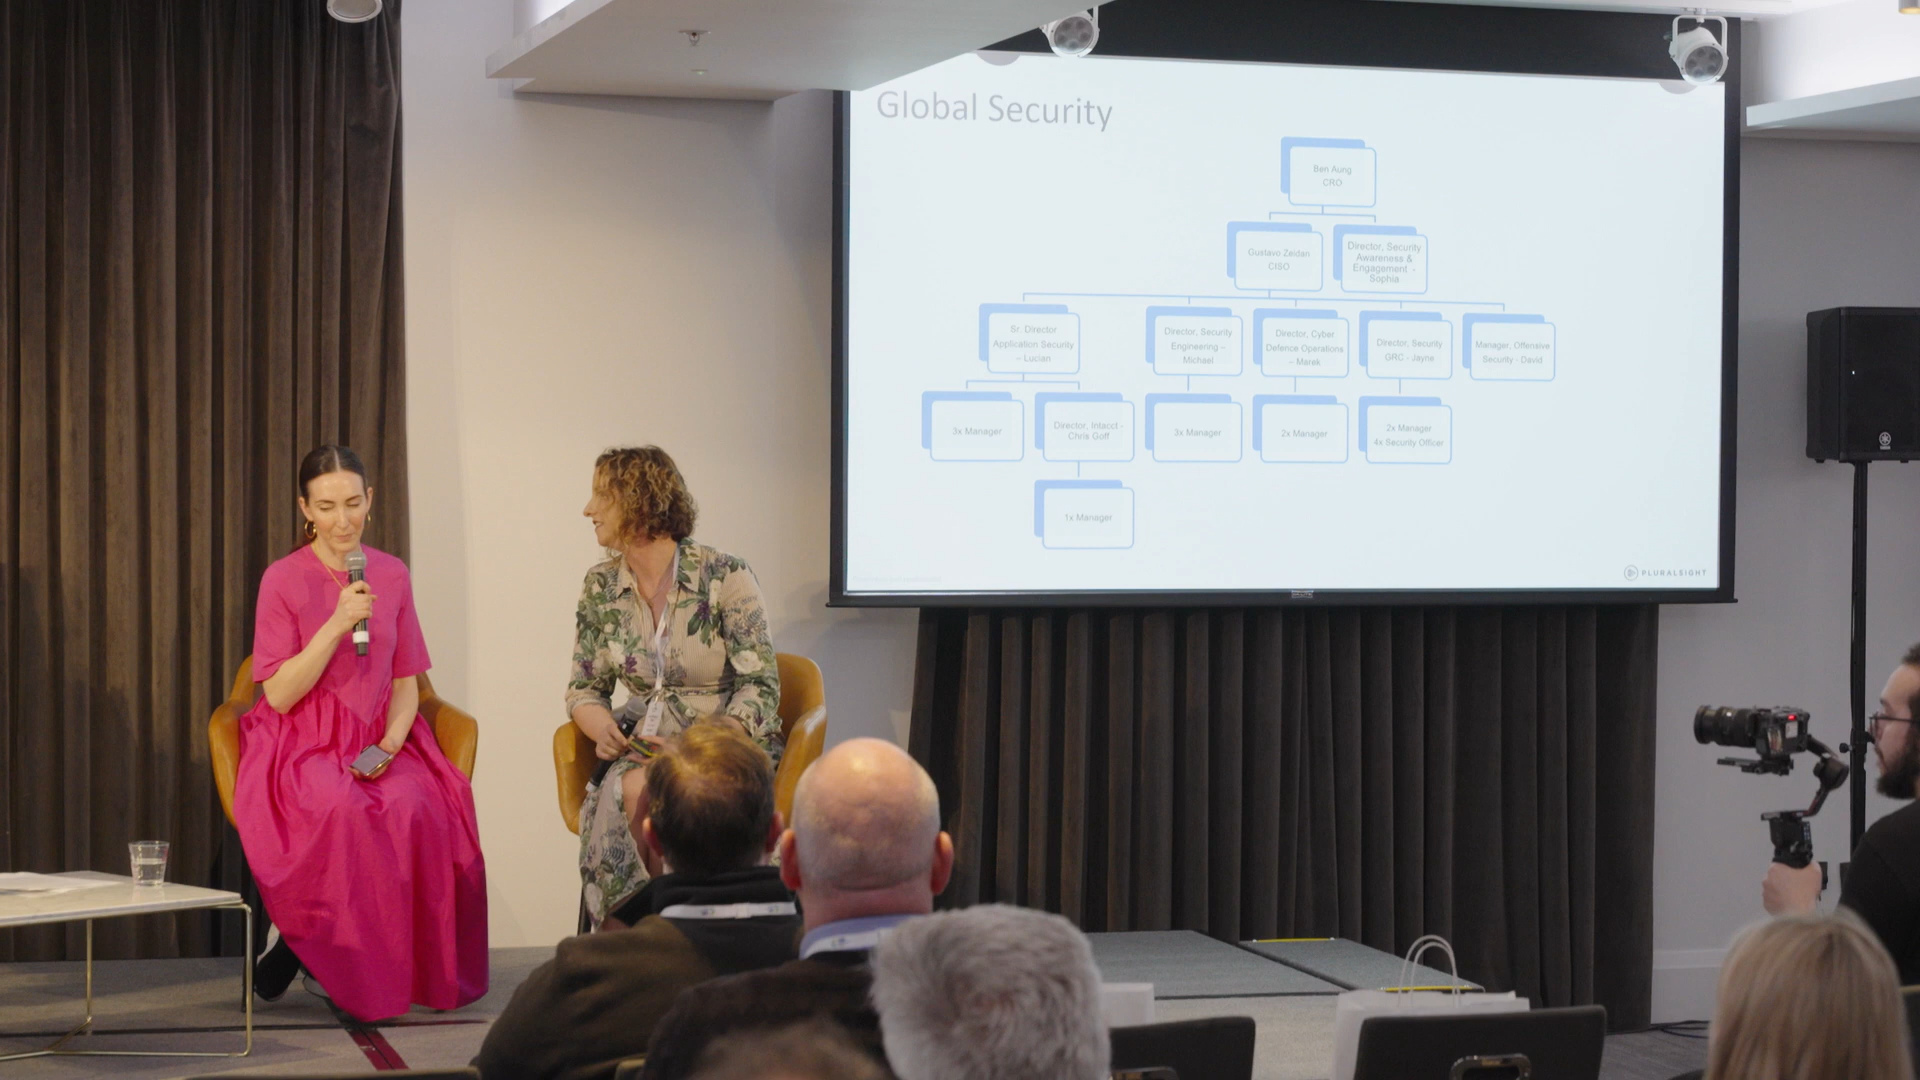 Global Security
Ben Aung
CRO
Gustavo Zeidan
CISO
Director, Security
Awareness &
Engagement -
Sophia
Sr. Director
Application Security
– Lucian
Director, Security
Engineering –
Michael
Director, Cyber
Defence Operations
– Marek
Director, Security
GRC - Jayne
Manager, Offensive
Security - David
3x Manager
Director, Intacct -
Chris Goff
3x Manager
2x Manager
2x Manager
4x Security Officer
1x Manager
PLURALSIGHT